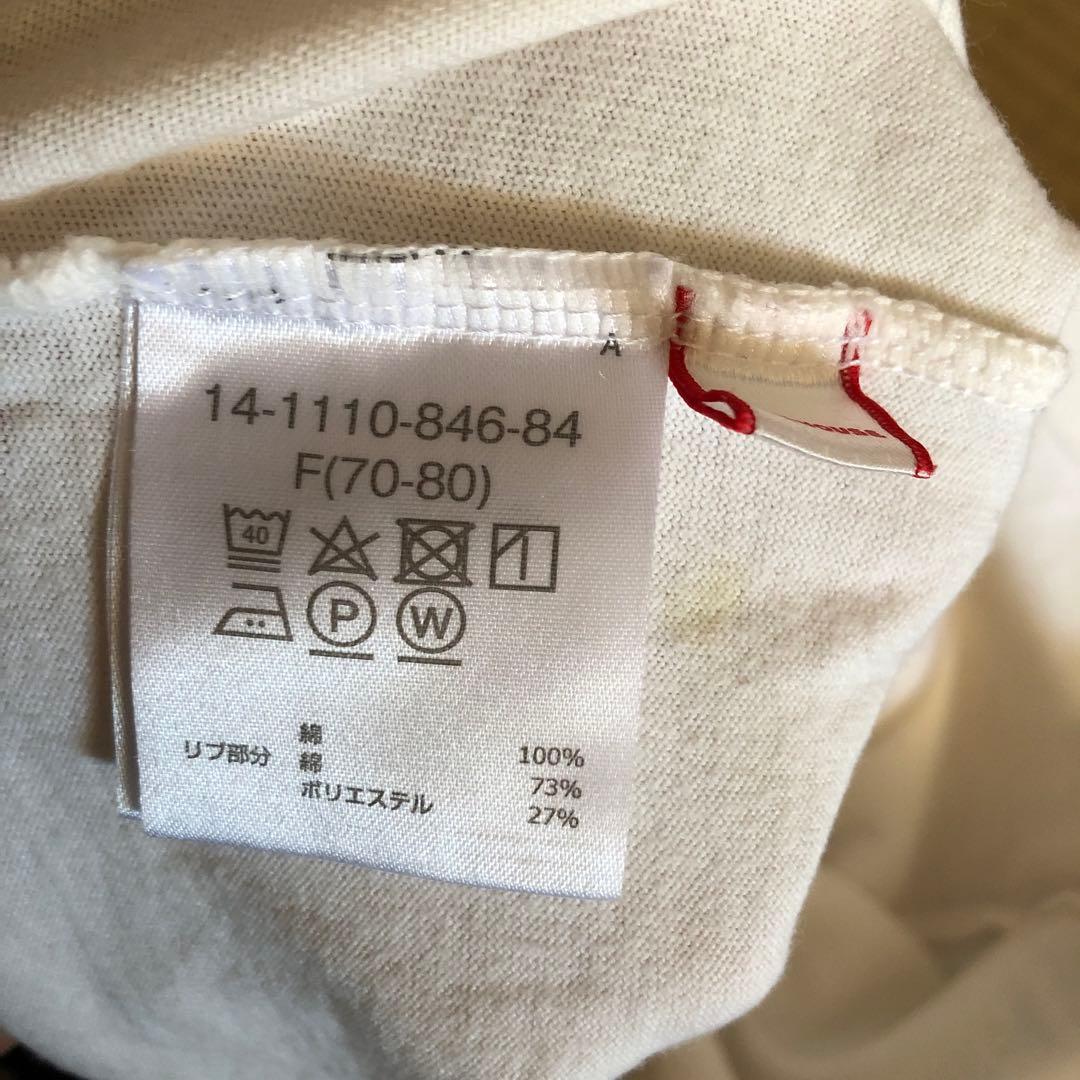 A
14-1110-846-84
F(70-80)
40
P W
綿 100%
リブ部分 綿 73%
ポリエステル 27%